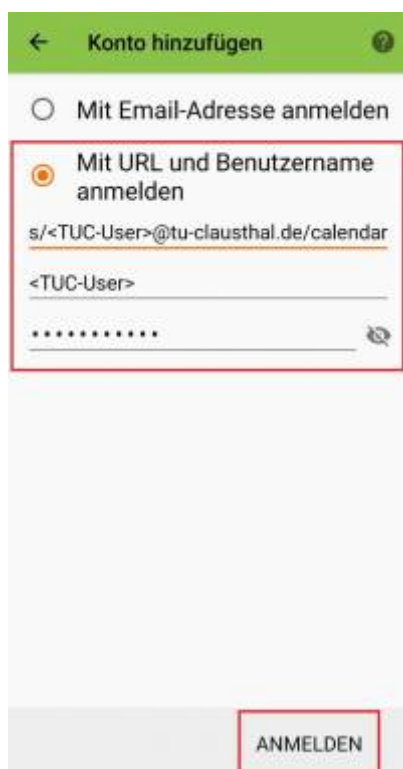 Konto hinzufügen
Mit Email-Adresse anmelden
Mit URL und Benutzername
anmelden
s/<TUC-User>@tu-clausthal.de/calendar
<TUC-User>
•••••••••••
ANMELDEN